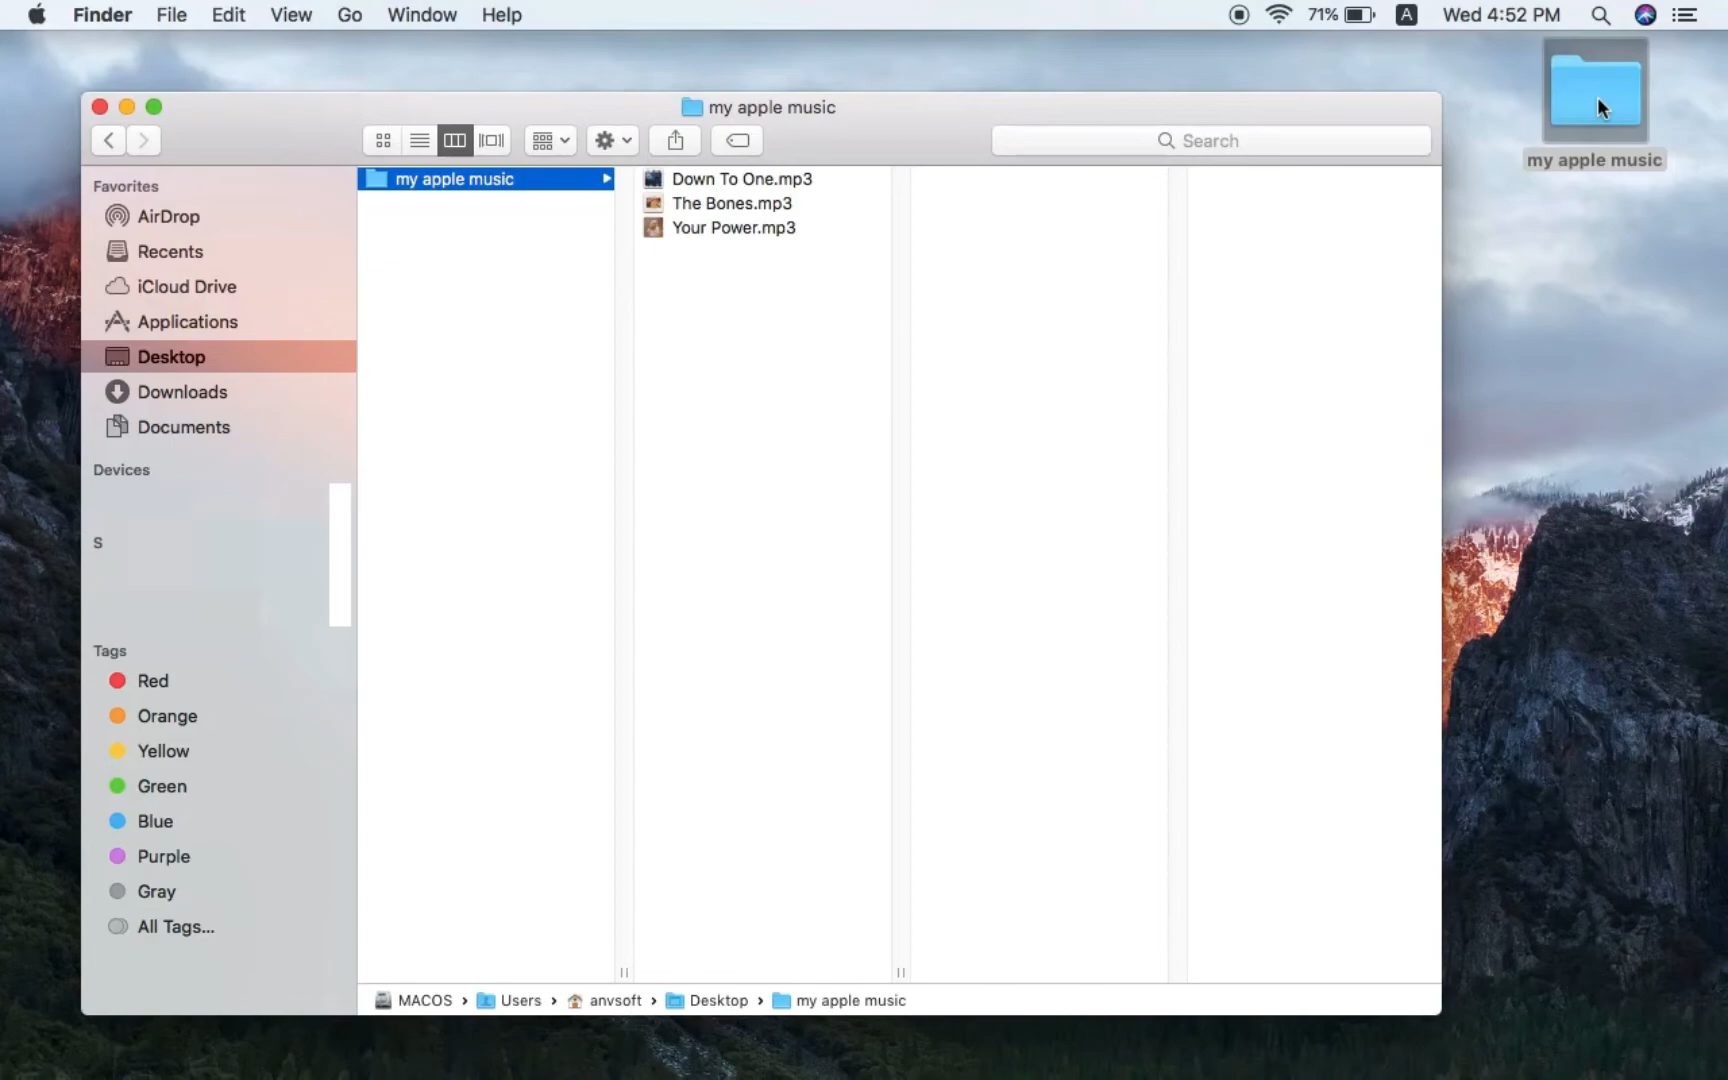 Finder File Edit View Go Window Help 71% A Wed 4:52 PM
my apple music
my apple music
Search
Favorites
AirDrop
Recents
iCloud Drive
Applications
Desktop
Downloads
Documents
Devices
S
Tags
Red
Orange
Yellow
Green
Blue
Purple
Gray
All Tags...
my apple music
Down To One.mp3
The Bones.mp3
Your Power.mp3
MACOS › Users › anvsoft › Desktop › my apple music